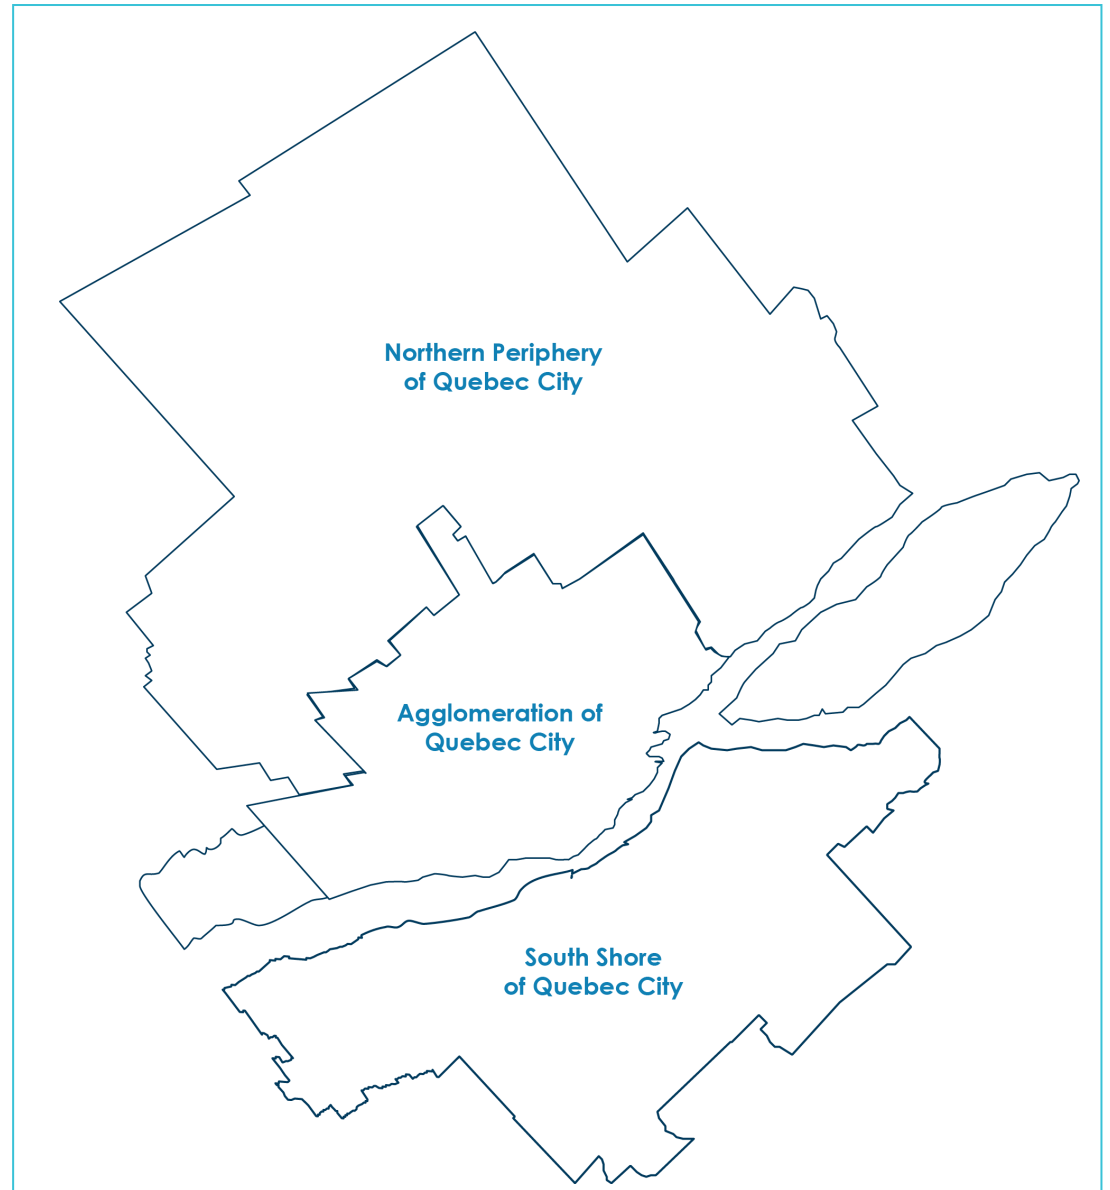 Northern Periphery
of Quebec City
Agglomeration of
Quebec City
South Shore
of Quebec City